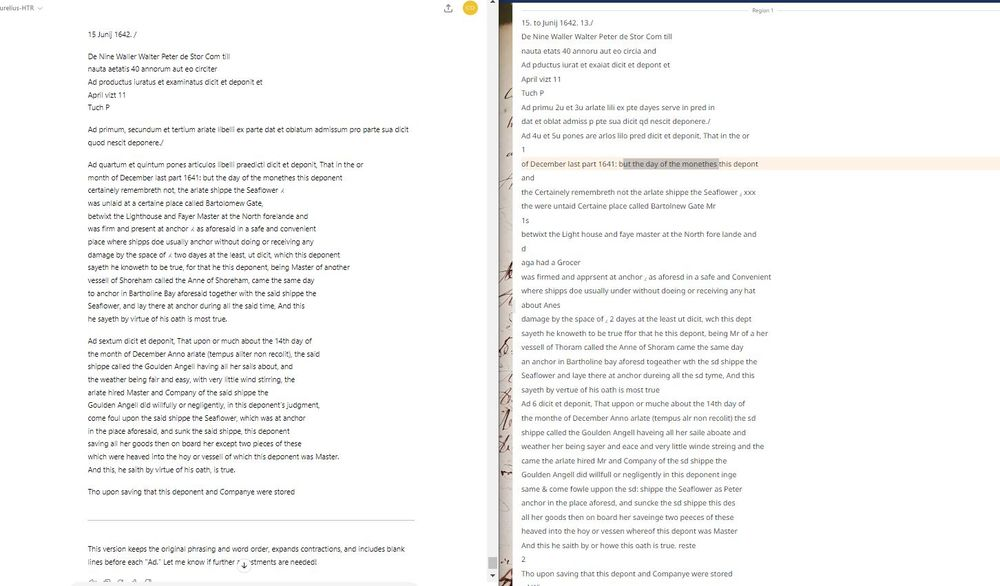 urelius-HTR
CD
15 Junij 1642. /
De Nine Waller Walter Peter de Stor Com till
nauta aetatis 40 annorum aut eo circiter
Ad productus iuratus et examinatus dicit et deponit et
April vizt 11
Tuch P
Ad primum, secundum et tertium arlate libelli ex parte dat et oblatum admissum pro parte sua dicit
quod nescit deponere./
Ad quartum et quintum pones articulos libelli praedicti dicit et deponit, That in the or
month of December last part 1641: but the day of the monethes this deponent
certainely remembreth not, the arlate shippe the Seaflower ⁁
was unlaid at a certaine place called Bartolomew Gate,
betwixt the Lighthouse and Fayer Master at the North forelande and
was firm and present at anchor ⁁ as aforesaid in a safe and convenient
place where shipps doe usually anchor without doing or receiving any
damage by the space of ⁁ two dayes at the least, ut dicit, which this deponent
sayeth he knoweth to be true, for that he this deponent, being Master of another
vessell of Shoreham called the Anne of Shoreham, came the same day
to anchor in Bartholine Bay aforesaid together with the said shippe the
Seaflower, and lay there at anchor during all the said time, And this
he sayeth by virtue of his oath is most true.
Ad sextum dicit et deponit, That upon or much about the 14th day of
the month of December Anno arlate (tempus aliter non recolit), the said
shippe called the Goulden Angell having all her sails about, and
the weather being fair and easy, with very little wind stirring, the
arlate hired Master and Company of the said shippe the
Goulden Angell did willfully or negligently, in this deponent's judgment,
come foul upon the said shippe the Seaflower, which was at anchor
in the place aforesaid, and sunk the said shippe, this deponent
saving all her goods then on board her except two pieces of these
which were heaved into the hoy or vessell of which this deponent was Master.
And this, he saith by virtue of his oath, is true.
Tho upon saving that this deponent and Companye were stored
This version keeps the original phrasing and word order, expands contractions, and includes blank
lines before each "Ad." Let me know if further stments are needed!
Region 1
15. to Junij 1642. 13./
De Nine Waller Walter Peter de Stor Com till
nauta etats 40 annoru aut eo circia and
Ad pductus iurat et exaiat dicit et depont et
April vizt 11
Tuch P
Ad primu 2u et 3u arlate lili ex pte dayes serve in pred in
dat et oblat admiss p pte sua dicit qd nescit deponere./
Ad 4u et 5u pones are arlos lilo pred dicit et deponit, That in the or
1
of December last part 1641: but the day of the monethes this depont
and
the Certainely remembreth not the arlate shippe the Seaflower ⁁ xxx
the were untaid Certaine place called Bartolnew Gate Mr
1s
betwixt the Light house and faye master at the North fore lande and
d
aga had a Grocer
was firmed and apprsent at anchor ⁁ as aforesd in a safe and Convenient
where shipps doe usually under without doeing or receiving any hat
about Anes
damage by the space of ⁁ 2 dayes at the least ut dicit, wch this dept
sayeth he knoweth to be true ffor that he this depont, being Mr of a her
vessell of Thoram called the Anne of Shoram came the same day
an anchor in Bartholine bay aforesd togeather wth the sd shippe the
Seaflower and laye there at anchor dureing all the sd tyme, And this
sayeth by vertue of his oath is most true
Ad 6 dicit et deponit, That uppon or muche about the 14th day of
the monthe of December Anno arlate (tempus alr non recolit) the sd
shippe called the Goulden Angell haveing all her saile aboate and
weather her being sayer and eace and very little winde streing and the
came the arlate hired Mr and Company of the sd shippe the
Goulden Angell did willfull or negligently in this deponent inge
same & come fowle uppon the sd: shippe the Seaflower as Peter
anchor in the place aforesd, and suncke the sd shippe this des
all her goods then on board her saveinge two peeces of these
heaved into the hoy or vessen whereof this depont was Master
And this he saith by or howe this oath is true. reste
2
Tho upon saving that this depont and Companye were stored